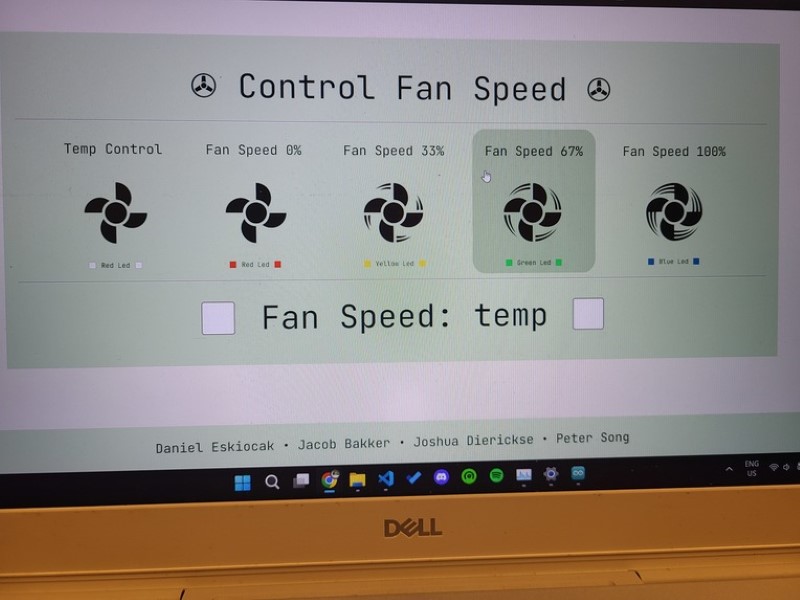 Control Fan Speed
Temp Control
Fan Speed 0%
Fan Speed 33%
Fan Speed 67%
Fan Speed 100%
Red Led
Red Led
Yellow Led
Green Led
Blue Led
Fan Speed: temp
Daniel Eskiocak • Jacob Bakker • Joshua Dierickse • Peter Song
ENG
US
DELL